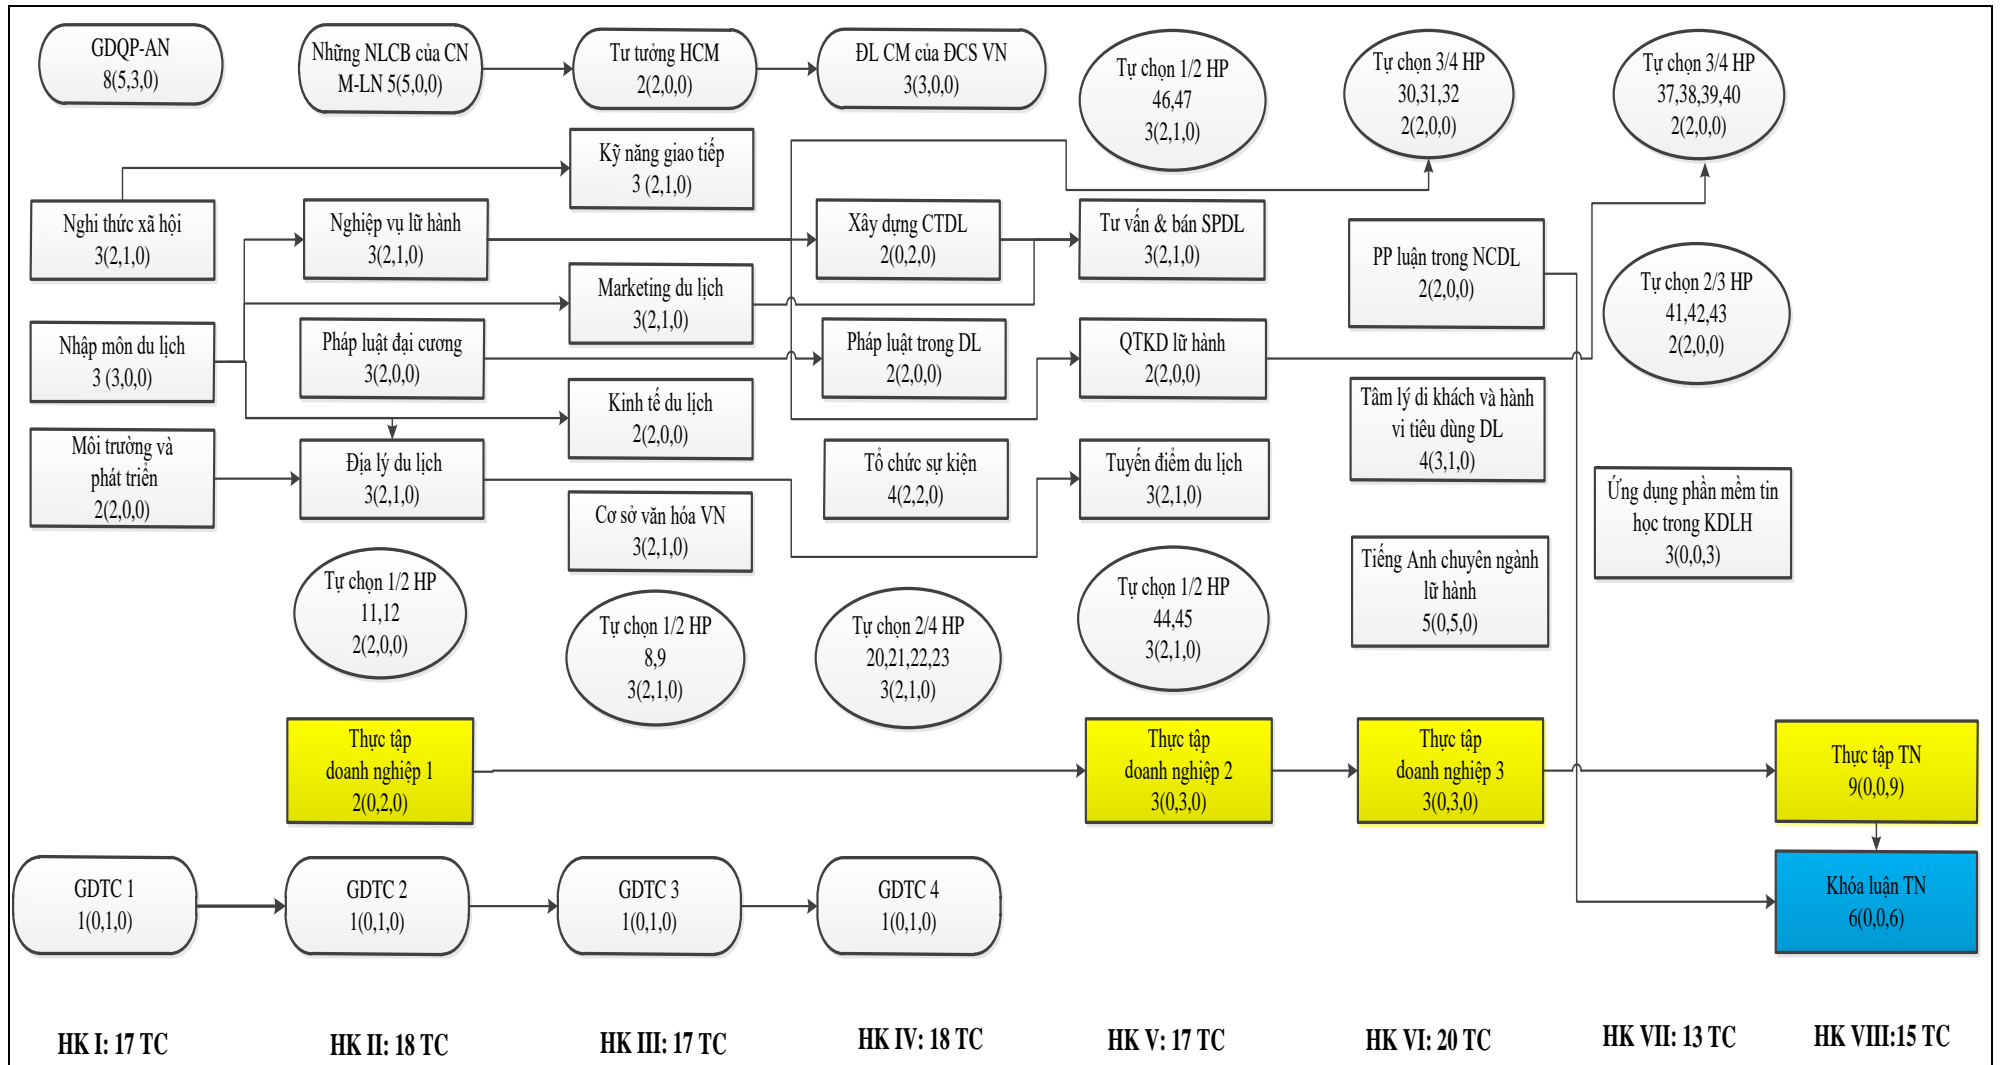 GDQP-AN
8(5,3,0)
Những NLCB của CN
M-LN 5(5,0,0)
Tư tưởng HCM
2(2,0,0)
ĐL CM của ĐCS VN
3(3,0,0)
Tự chọn 1/2 HP
46,47
3(2,1,0)
Tự chọn 3/4 HP
30,31,32
2(2,0,0)
Tự chọn 3/4 HP
37,38,39,40
2(2,0,0)
Kỹ năng giao tiếp
3 (2,1,0)
Nghi thức xã hội
3(2,1,0)
Nghiệp vụ lữ hành
3(2,1,0)
Xây dựng CTDL
2(0,2,0)
Tư vấn & bán SPDL
3(2,1,0)
PP luận trong NCDL
2(2,0,0)
Marketing du lịch
3(2,1,0)
Tự chọn 2/3 HP
41,42,43
2(2,0,0)
Nhập môn du lịch
3 (3,0,0)
Pháp luật đại cương
3(2,0,0)
Pháp luật trong DL
2(2,0,0)
QTKD lữ hành
2(2,0,0)
Kinh tế du lịch
2(2,0,0)
Tâm lý di khách và hành
vi tiêu dùng DL
4(3,1,0)
Môi trường và
phát triển
2(2,0,0)
Địa lý du lịch
3(2,1,0)
Tổ chức sự kiện
4(2,2,0)
Tuyến điểm du lịch
3(2,1,0)
Cơ sở văn hóa VN
3(2,1,0)
Ứng dụng phần mềm tin
học trong KDLH
3(0,0,3)
Tiếng Anh chuyên ngành
lữ hành
5(0,5,0)
Tự chọn 1/2 HP
11,12
2(2,0,0)
Tự chọn 1/2 HP
8,9
3(2,1,0)
Tự chọn 2/4 HP
20,21,22,23
3(2,1,0)
Tự chọn 1/2 HP
44,45
3(2,1,0)
Thực tập
doanh nghiệp 1
2(0,2,0)
Thực tập
doanh nghiệp 2
3(0,3,0)
Thực tập
doanh nghiệp 3
3(0,3,0)
Thực tập TN
9(0,0,9)
GDTC 1
1(0,1,0)
GDTC 2
1(0,1,0)
GDTC 3
1(0,1,0)
GDTC 4
1(0,1,0)
Khóa luận TN
6(0,0,6)
HK I: 17 TC
HK II: 18 TC
HK III: 17 TC
HK IV: 18 TC
HK V: 17 TC
HK VI: 20 TC
HK VII: 13 TC
HK VIII:15 TC